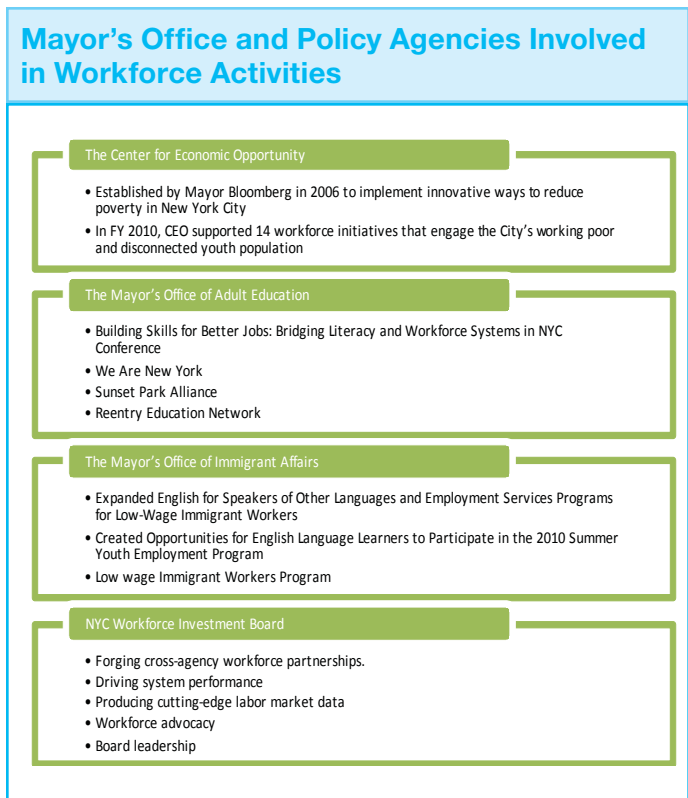 Mayor's Office and Policy Agencies Involved
in Workforce Activities
The Center for Economic Opportunity
• Established by Mayor Bloomberg in 2006 to implement innovative ways to reduce
poverty in New York City
• In FY 2010, CEO supported 14 workforce initiatives that engage the City's working poor
and disconnected youth population
The Mayor's Office of Adult Education
• Building Skills for Better Jobs: Bridging Literacy and Workforce Systems in NYC
Conference
• We Are New York
• Sunset Park Alliance
• Reentry Education Network
The Mayor's Office of Immigrant Affairs
• Expanded English for Speakers of Other Languages and Employment Services Programs
for Low-Wage Immigrant Workers
• Created Opportunities for English Language Learners to Participate in the 2010 Summer
Youth Employment Program
• Low wage Immigrant Workers Program
NYC Workforce Investment Board
• Forging cross-agency workforce partnerships.
• Driving system performance
• Producing cutting-edge labor market data
• Workforce advocacy
• Board leadership